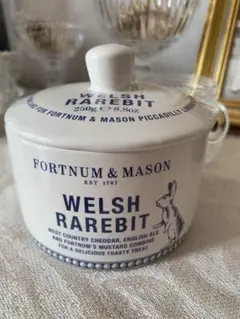 WELSH
RAREBIT
250g e 8.8oz
FOR FORTNUM & MASON PICCADILLY
FORTNUM & MASON
EST 1707
WELSH
RAREBIT
WEST COUNTRY CHEDDAR, ENGLISH ALE
AND FORTNUM'S MUSTARD COMBINE
FOR A DELICIOUS TOASTY TREAT